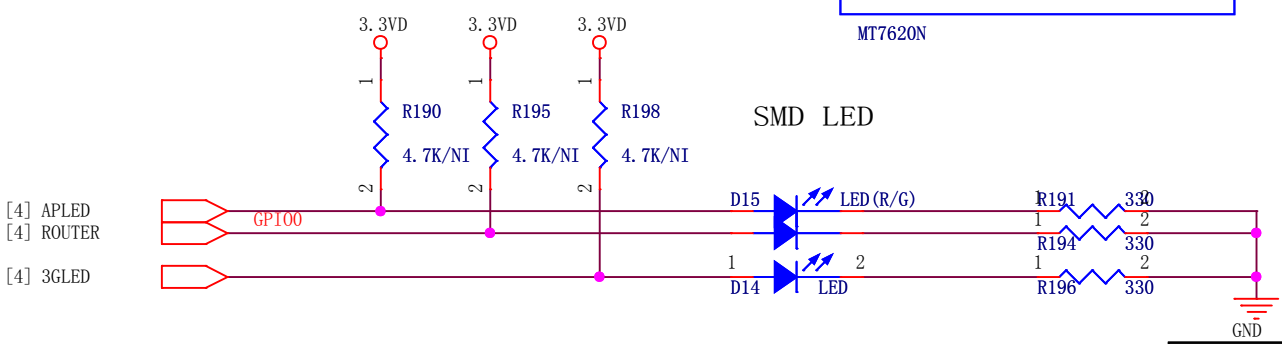 MT7620N
3.3VD 3.3VD 3.3VD
1 1 1
R190 R195 R198
4.7K/NI 4.7K/NI 4.7K/NI
2 2 2
SMD LED
[4] APLED GPIO0 D15 LED(R/G) 1 R191 330 2
[4] ROUTER 1 R194 330 2
[4] 3GLED 1 D14 LED 2 1 R196 330 2
GND